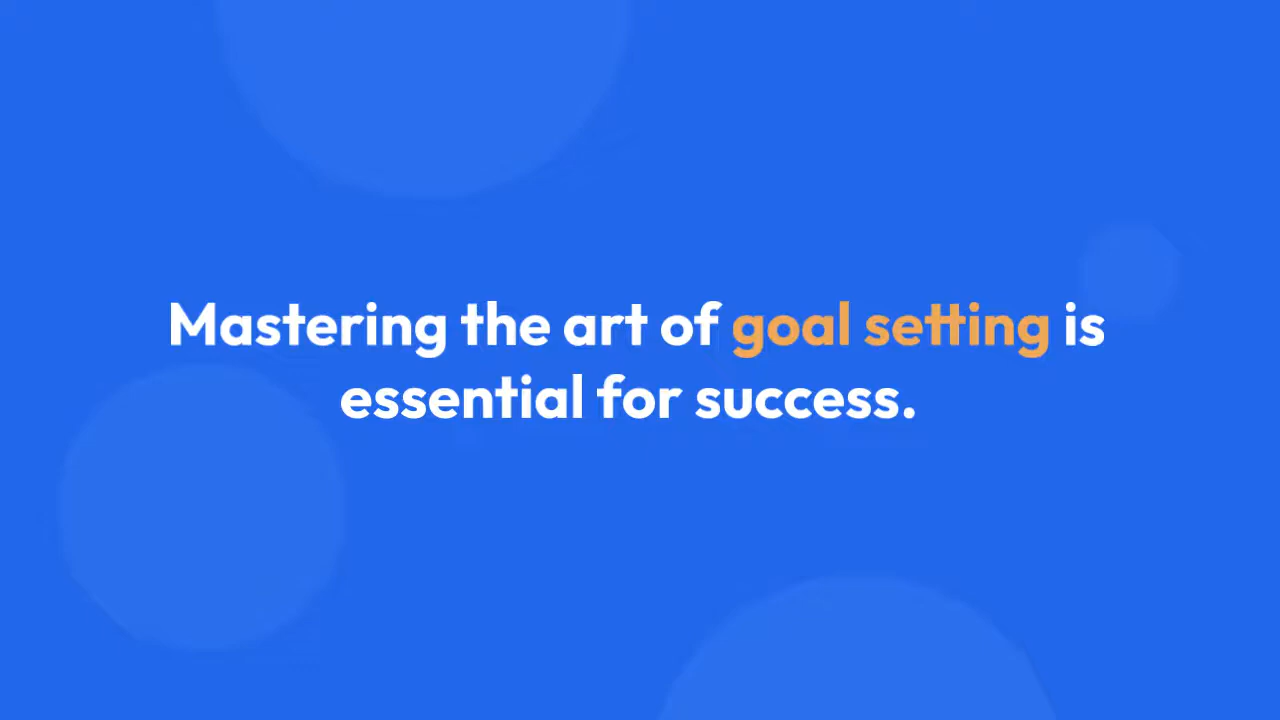 Mastering the art of goal setting is
essential for success.